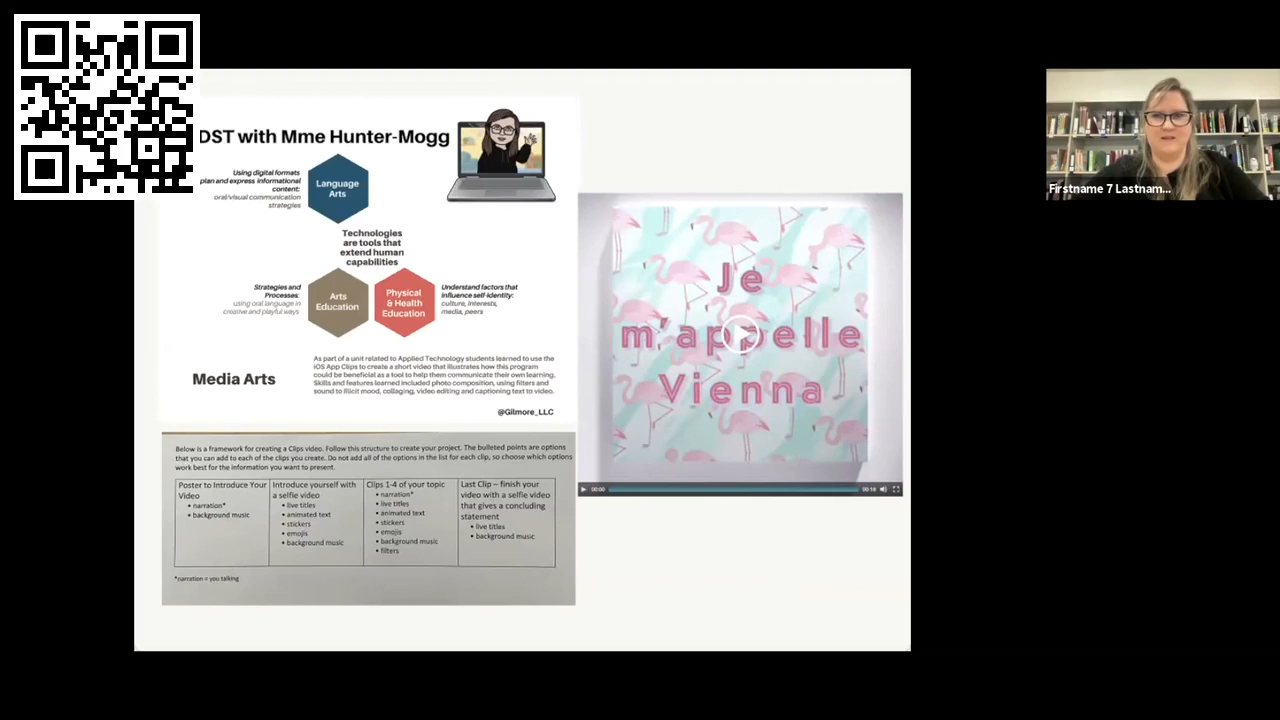 DST with Mme Hunter-Mogg
Using digital formats
plan and express informational
content:
oral/visual communication
strategies
Language
Arts
Technologies
are tools that
extend human
capabilities
Strategies and
Processes:
using oral language in
creative and playful ways
Arts
Education
Physical
& Health
Education
Understand factors that
influence self-identity:
culture, interests,
media, peers
Media Arts
As part of a unit related to Applied Technology students learned to use the
iOS App Clips to create a short video that illustrates how this program
could be beneficial as a tool to help them communicate their own learning.
Skills and features learned included photo composition, using filters and
sound to illicit mood, collaging, video editing and captioning text to video.
@Gilmore_LLC
Below is a framework for creating a Clips video. Follow this structure to create your project. The bulleted points are options
that you can add to each of the clips you create. Do not add all of the options in the list for each clip, so choose which options
work best for the information you want to present.
Poster to Introduce Your
Video
• narration*
• background music
Introduce yourself with
a selfie video
• live titles
• animated text
• stickers
• emojis
• background music
Clips 1-4 of your topic
• narration*
• live titles
• animated text
• stickers
• emojis
• background music
• filters
Last Clip – finish your
video with a selfie video
that gives a concluding
statement
• live titles
• background music
*narration = you talking
Je
m'appelle
Vienna
00:00
00:18
Firstname 7 Lastnam...